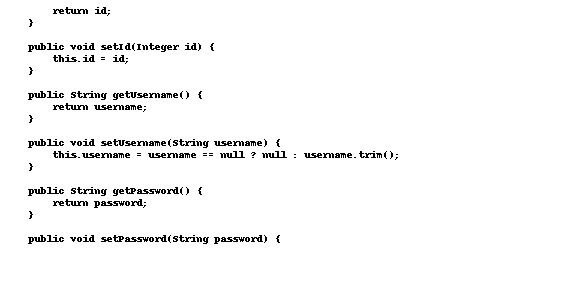 return id;
}
public void setId(Integer id) {
this.id = id;
}
public String getUsername() {
return username;
}
public void setUsername(String username) {
this.username = username == null ? null : username.trim();
}
public String getPassword() {
return password;
}
public void setPassword(String password) {